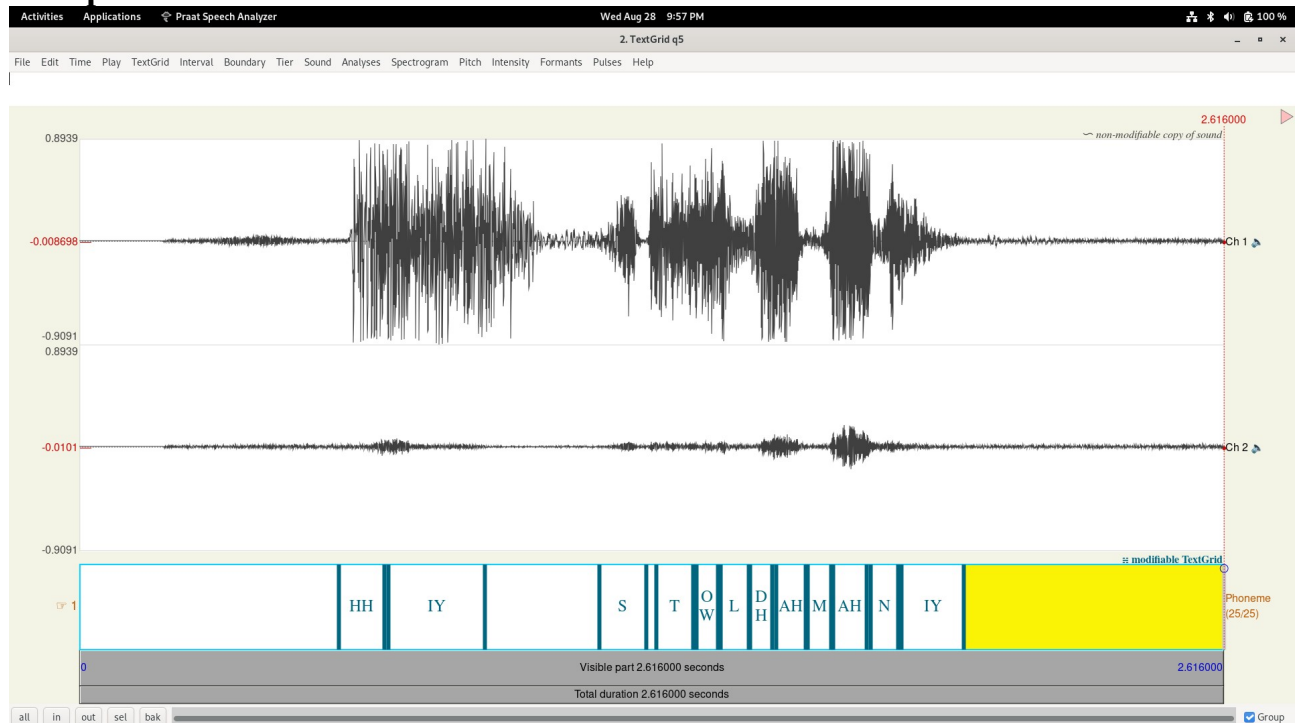 Activities Applications Praat Speech Analyzer Wed Aug 28 9:57 PM 100 %
2. TextGrid q5
File Edit Time Play TextGrid Interval Boundary Tier Sound Analyses Spectrogram Pitch Intensity Formants Pulses Help
2.616000
0.8939
non-modifiable copy of sound
-0.008698
Ch 1
-0.9091
0.8939
-0.0101
Ch 2
-0.9091
modifiable TextGrid
1 HH IY S T OW L DH AH M AH N IY
Phoneme
(25/25)
0 Visible part 2.616000 seconds 2.616000
Total duration 2.616000 seconds
all in out sel bak Group